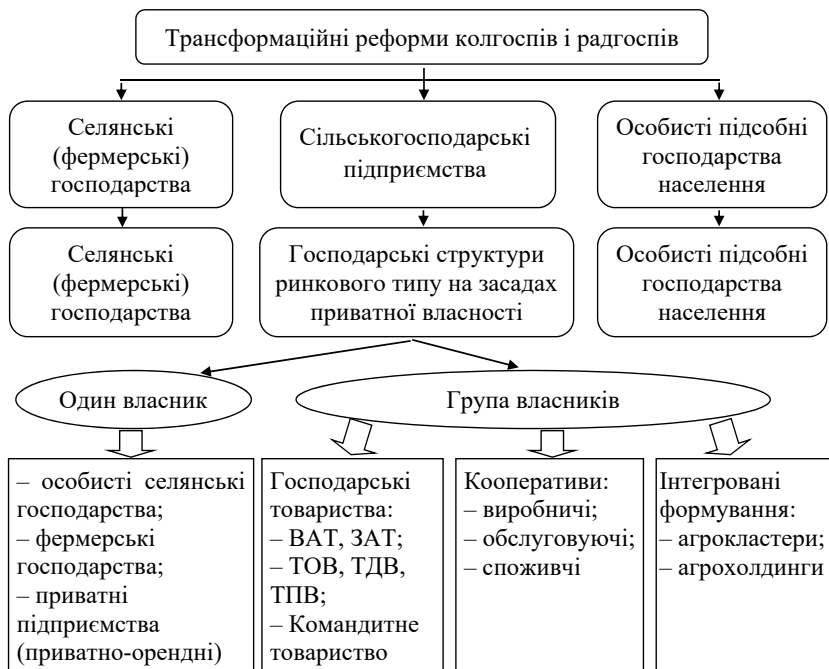 Трансформаційні реформи колгоспів і радгоспів
Селянські
(фермерські)
господарства
Сільськогосподарські
підприємства
Особисті підсобні
господарства
населення
Селянські
(фермерські)
господарства
Господарські структури
ринкового типу на засадах
приватної власності
Особисті підсобні
господарства
населення
Один власник
Група власників
– особисті селянські
господарства;
– фермерські
господарства;
– приватні
підприємства
(приватно-орендні)
Господарські
товариства:
– ВАТ, ЗАТ;
– ТОВ, ТДВ,
ТПВ;
– Командитне
товариство
Кооперативи:
– виробничі;
– обслуговуючі;
– споживчі
Інтегровані
формування:
– агрокластери;
– агрохолдинги